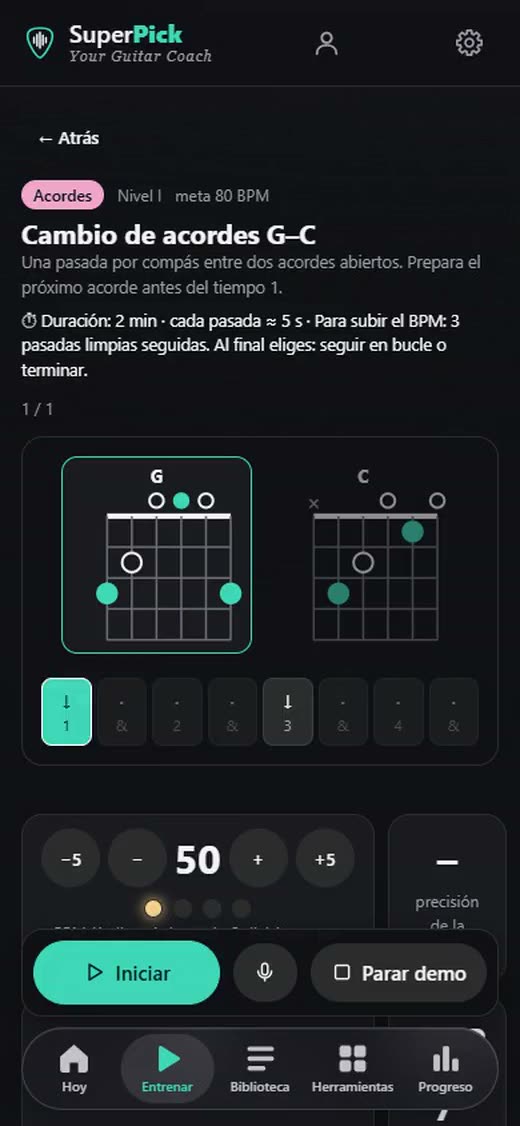 SuperPick
Your Guitar Coach
← Atrás
Acordes Nivel I meta 80 BPM
Cambio de acordes G–C
Una pasada por compás entre dos acordes abiertos. Prepara el
próximo acorde antes del tiempo 1.
⏱ Duración: 2 min · cada pasada ≈ 5 s · Para subir el BPM: 3
pasadas limpias seguidas. Al final eliges: seguir en bucle o
terminar.
1 / 1
G C
×
↓ · · · ↓ · · ·
1 & 2 & 3 & 4 &
−5 − 50 + +5
–
precisión
de la
Iniciar Parar demo
Hoy Entrenar Biblioteca Herramientas Progreso